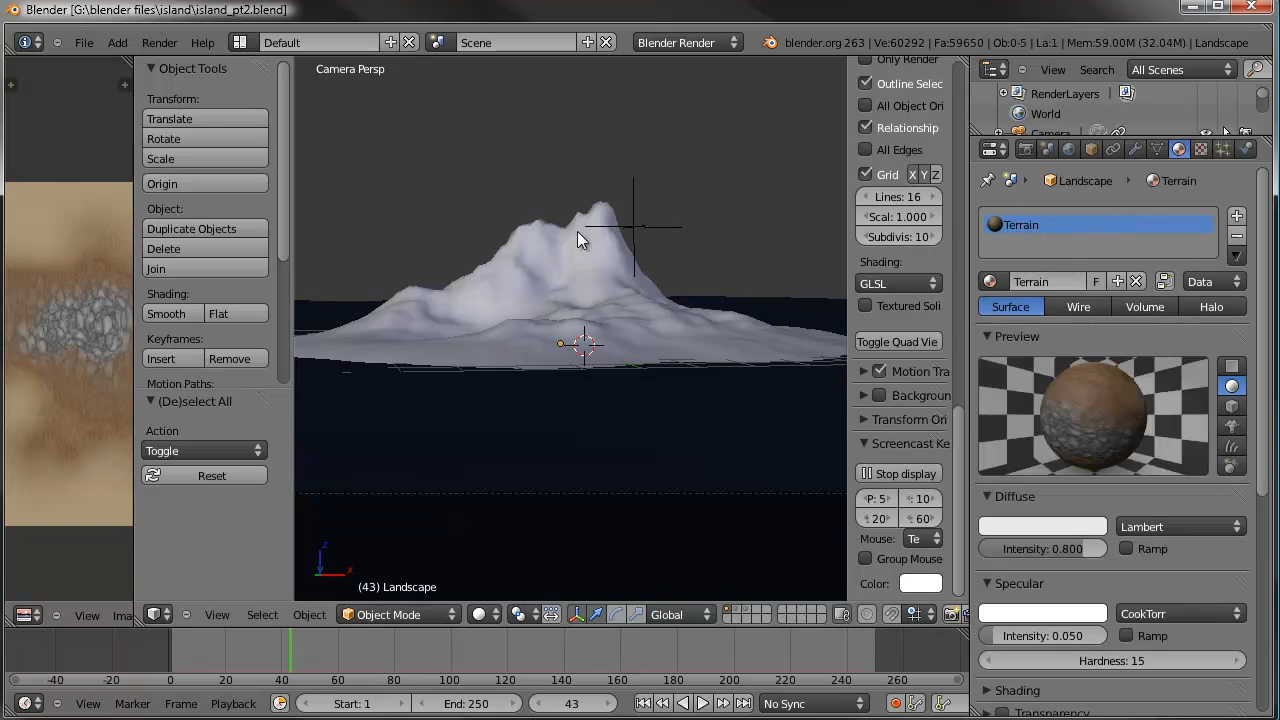 Blender [G:\blender files\island\island_pt2.blend]
File Add Render Help Default Scene Blender Render blender.org 263 | Ve:60292 | Fa:59650 | Ob:0-5 | La:1 | Mem:59.00M (32.04M) | Landscape
Object Tools
Transform:
Translate
Rotate
Scale
Origin
Object:
Duplicate Objects
Delete
Join
Shading:
Smooth Flat
Keyframes:
Insert Remove
Motion Paths:
(De)select All
Action
Toggle
Reset
Camera Persp
(43) Landscape
z
x
Only Render
Outline Selec
All Object Ori
Relationship
All Edges
Grid X Y Z
Lines: 16
Scal: 1.000
Subdivis: 10
Shading:
GLSL
Textured Soli
Toggle Quad Vie
Motion Tra
Backgroun
Transform Ori
Screencast Ke
Stop display
P: 5 : 10
: 20 : 60
Mouse: Te
Group Mouse
Color:
View Search All Scenes
RenderLayers
World
Camera
Landscape Terrain
Terrain
Terrain F Data
Surface Wire Volume Halo
Preview
Diffuse
Lambert
Intensity: 0.800 Ramp
Specular
CookTorr
Intensity: 0.050 Ramp
Hardness: 15
Shading
Transparency
View Ima View Select Object Object Mode Global
-40 -20 0 20 40 60 80 100 120 140 160 180 200 220 240 260
View Marker Frame Playback Start: 1 End: 250 43 No Sync